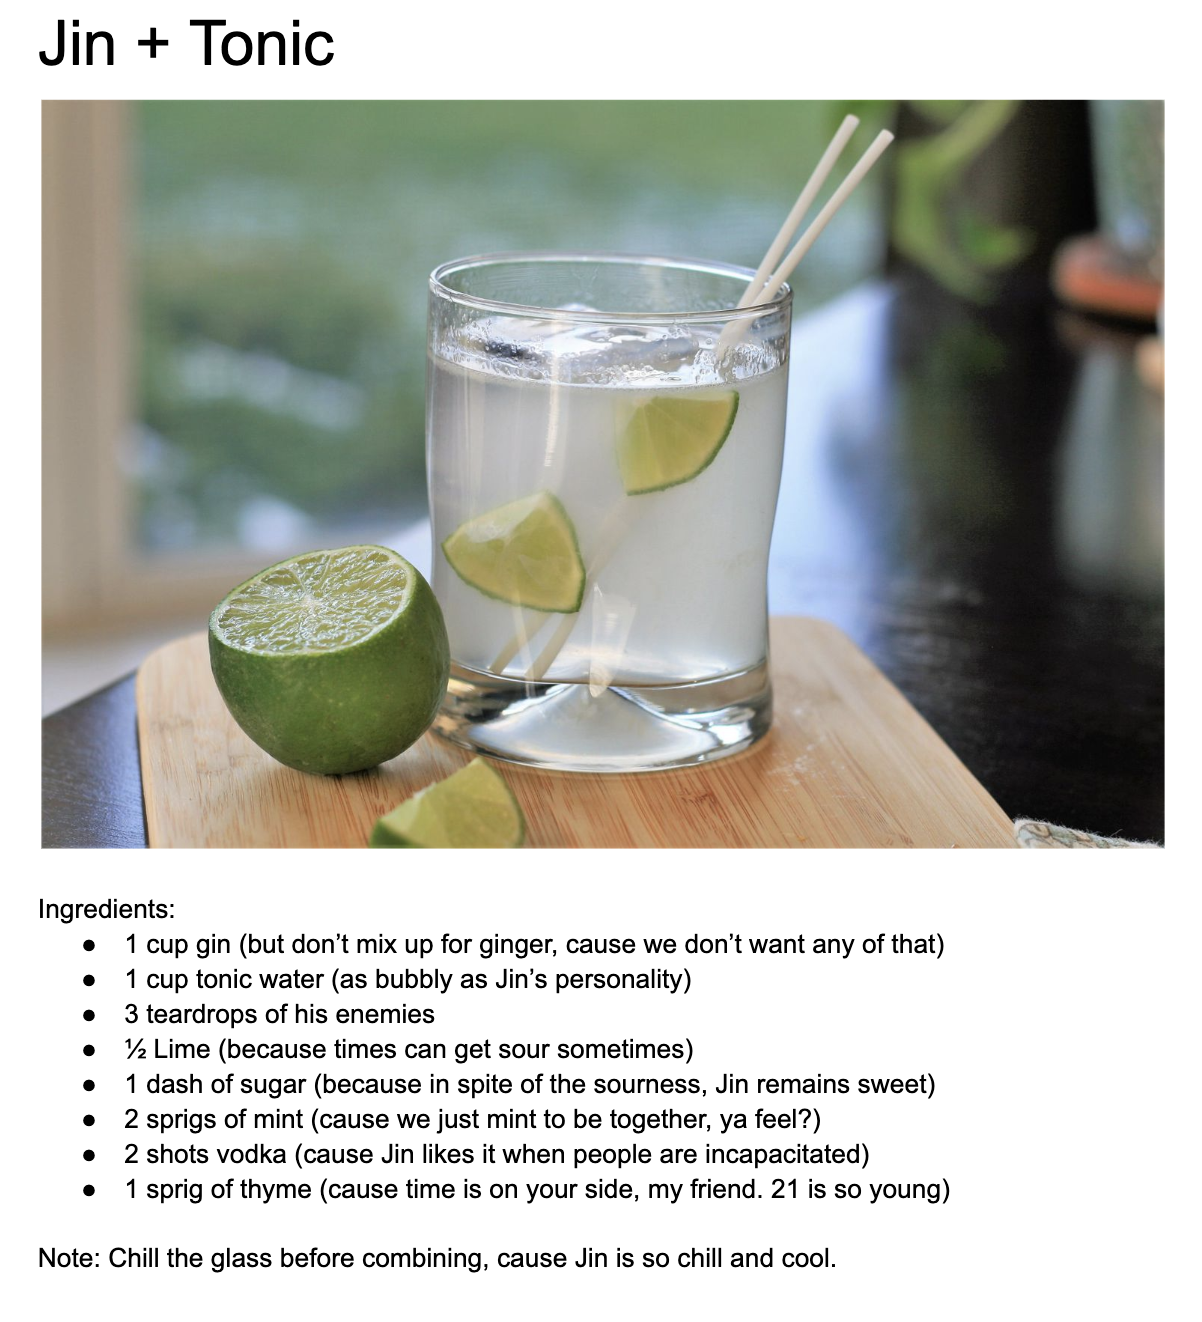 Jin + Tonic
Ingredients:
● 1 cup gin (but don’t mix up for ginger, cause we don’t want any of that)
● 1 cup tonic water (as bubbly as Jin’s personality)
● 3 teardrops of his enemies
● ½ Lime (because times can get sour sometimes)
● 1 dash of sugar (because in spite of the sourness, Jin remains sweet)
● 2 sprigs of mint (cause we just mint to be together, ya feel?)
● 2 shots vodka (cause Jin likes it when people are incapacitated)
● 1 sprig of thyme (cause time is on your side, my friend. 21 is so young)
Note: Chill the glass before combining, cause Jin is so chill and cool.